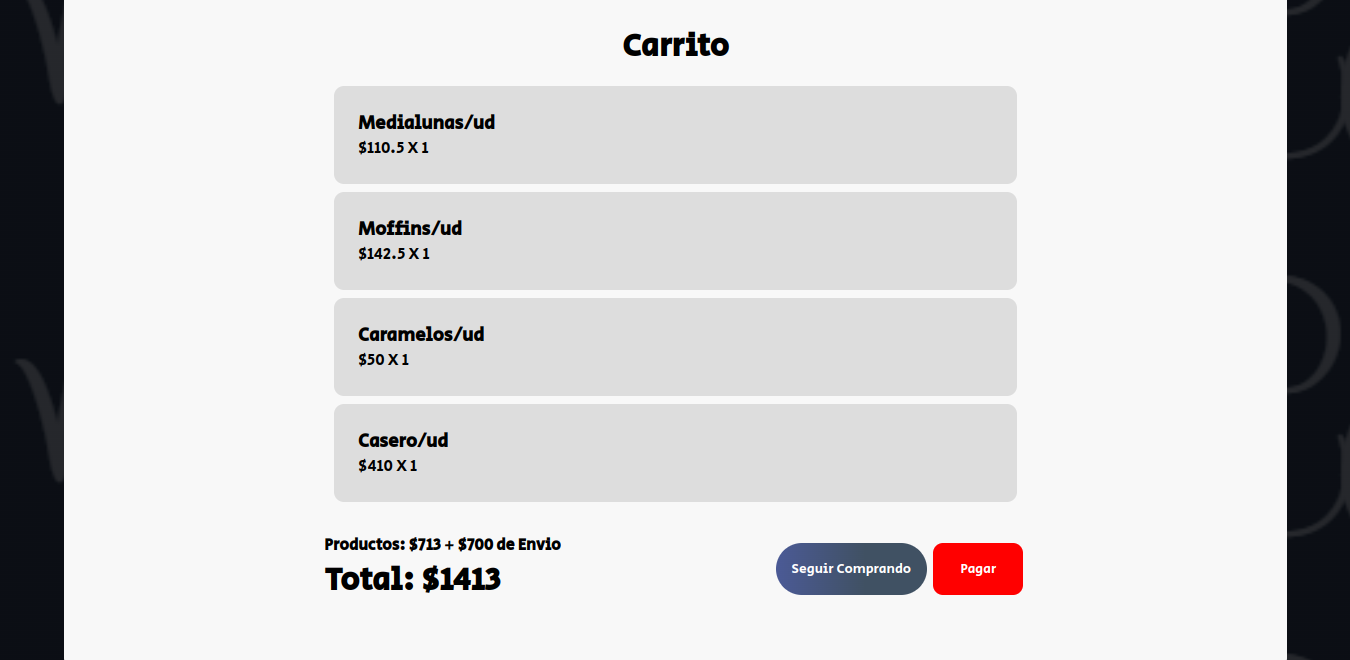 Carrito
Medialunas/ud
$110.5 X 1
Moffins/ud
$142.5 X 1
Caramelos/ud
$50 X 1
Casero/ud
$410 X 1
Productos: $713 + $700 de Envio
Total: $1413
Seguir Comprando
Pagar